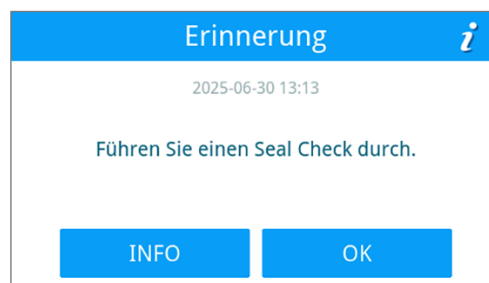 Erinnerung i
2025-06-30 13:13
Führen Sie einen Seal Check durch.
INFO OK